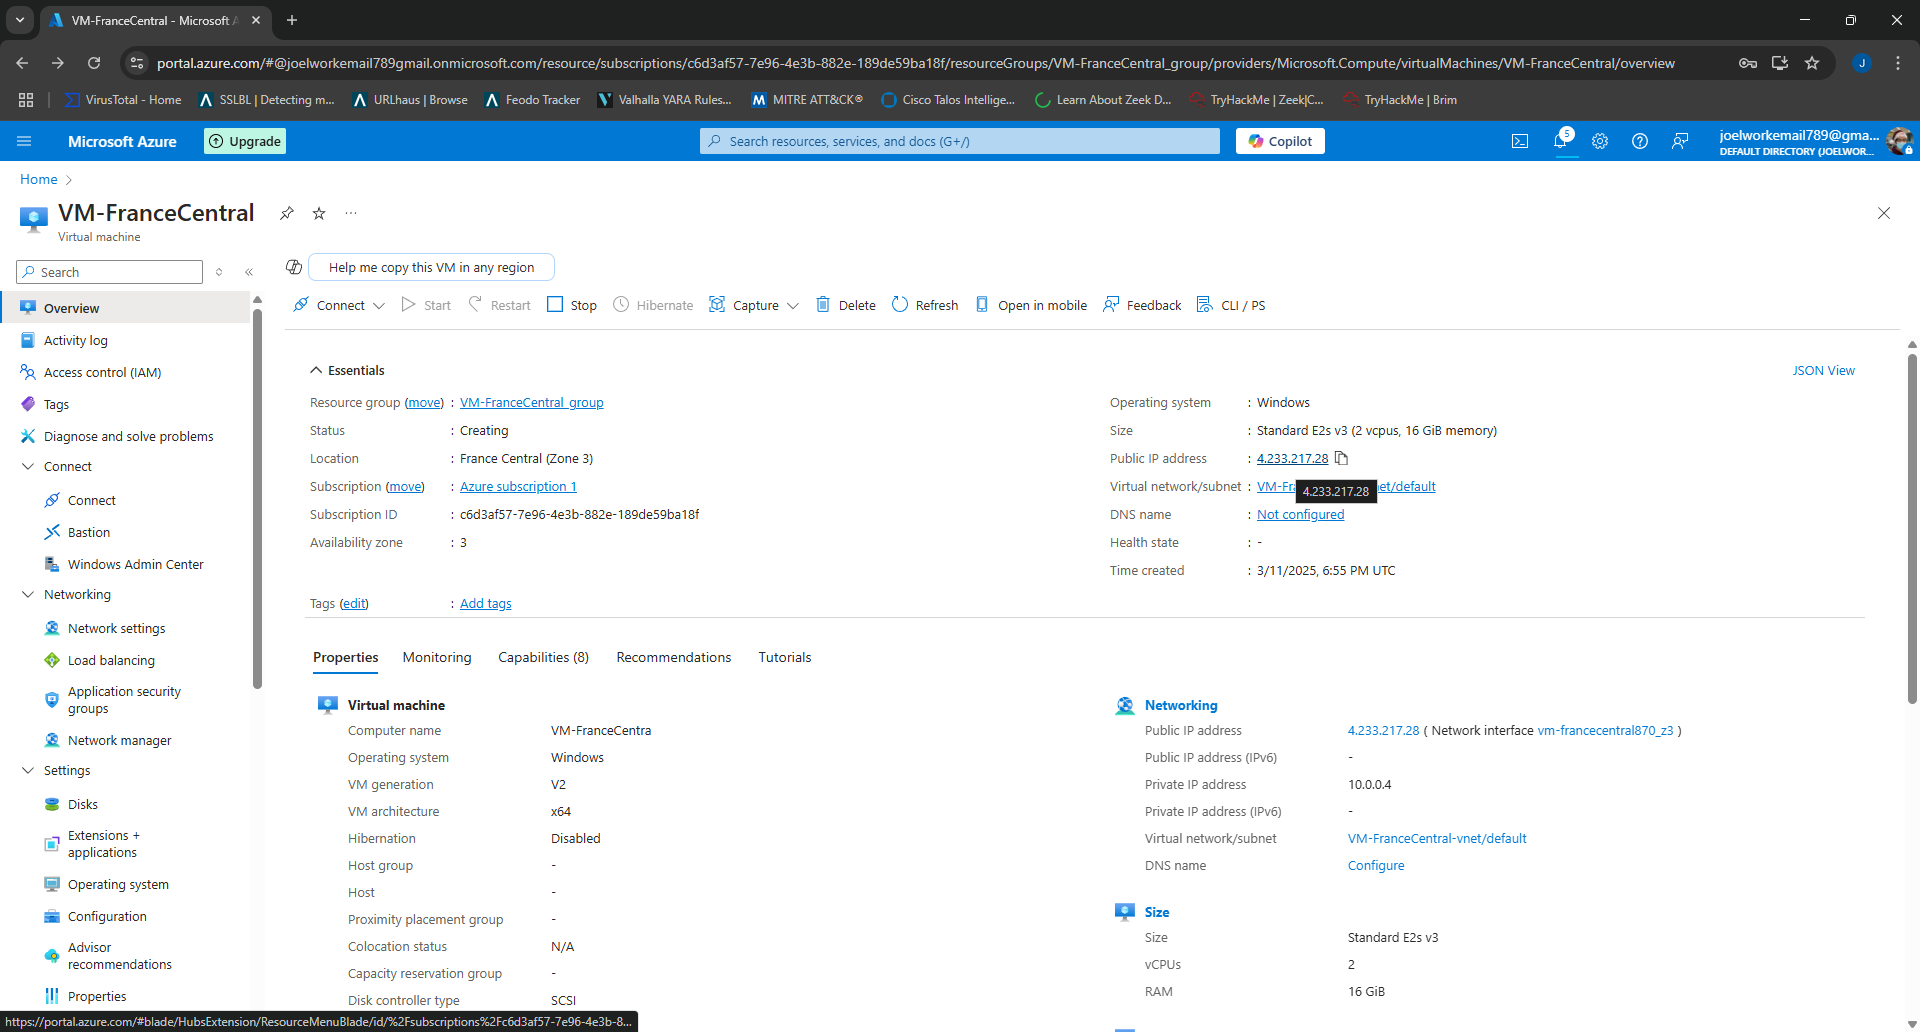 VM-FranceCentral - Microsoft A
portal.azure.com/#@joelworkemail789gmail.onmicrosoft.com/resource/subscriptions/c6d3af57-7e96-4e3b-882e-189de59ba18f/resourceGroups/VM-FranceCentral_group/providers/Microsoft.Compute/virtualMachines/VM-FranceCentral/overview
J
VirusTotal - Home
SSLBL | Detecting m...
URLhaus | Browse
Feodo Tracker
Valhalla YARA Rules...
MITRE ATT&CK®
Cisco Talos Intellige...
Learn About Zeek D...
TryHackMe | Zeek|C...
TryHackMe | Brim
Microsoft Azure
Upgrade
Search resources, services, and docs (G+/)
Copilot
5
joelworkemail789@gma...
DEFAULT DIRECTORY (JOELWOR...
Home
VM-FranceCentral
Virtual machine
Search
Help me copy this VM in any region
Connect
Start
Restart
Stop
Hibernate
Capture
Delete
Refresh
Open in mobile
Feedback
CLI / PS
Overview
Activity log
Access control (IAM)
Tags
Diagnose and solve problems
Connect
Connect
Bastion
Windows Admin Center
Networking
Network settings
Load balancing
Application security
groups
Network manager
Settings
Disks
Extensions +
applications
Operating system
Configuration
Advisor
recommendations
Properties
Essentials
JSON View
Resource group (move) : VM-FranceCentral_group
Status : Creating
Location : France Central (Zone 3)
Subscription (move) : Azure subscription 1
Subscription ID : c6d3af57-7e96-4e3b-882e-189de59ba18f
Availability zone : 3
Operating system : Windows
Size : Standard E2s v3 (2 vcpus, 16 GiB memory)
Public IP address : 4.233.217.28
Virtual network/subnet : VM-Fr net/default
4.233.217.28
DNS name : Not configured
Health state : -
Time created : 3/11/2025, 6:55 PM UTC
Tags (edit) : Add tags
Properties
Monitoring
Capabilities (8)
Recommendations
Tutorials
Virtual machine
Computer name VM-FranceCentra
Operating system Windows
VM generation V2
VM architecture x64
Hibernation Disabled
Host group -
Host -
Proximity placement group -
Colocation status N/A
Capacity reservation group -
Disk controller type SCSI
Networking
Public IP address 4.233.217.28 ( Network interface vm-francecentral870_z3 )
Public IP address (IPv6) -
Private IP address 10.0.0.4
Private IP address (IPv6) -
Virtual network/subnet VM-FranceCentral-vnet/default
DNS name Configure
Size
Size Standard E2s v3
vCPUs 2
RAM 16 GiB
https://portal.azure.com/#blade/HubsExtension/ResourceMenuBlade/id/%2Fsubscriptions%2Fc6d3af57-7e96-4e3b-8...